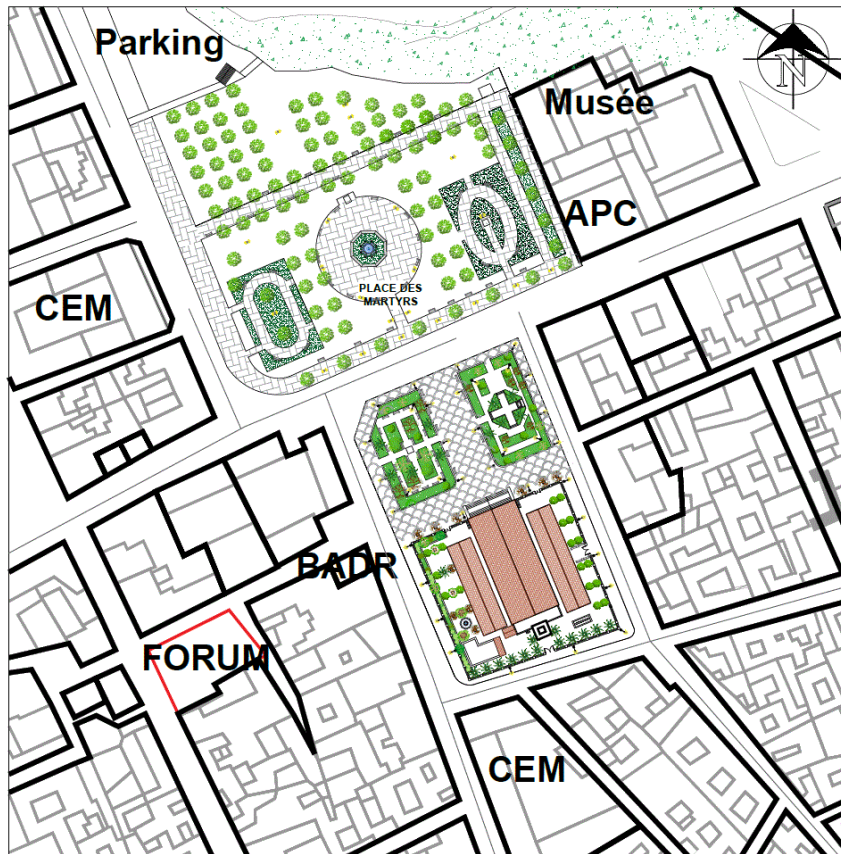 Parking
N
Musée
APC
CEM
PLACE DES
MARTYRS
BADR
FORUM
CEM